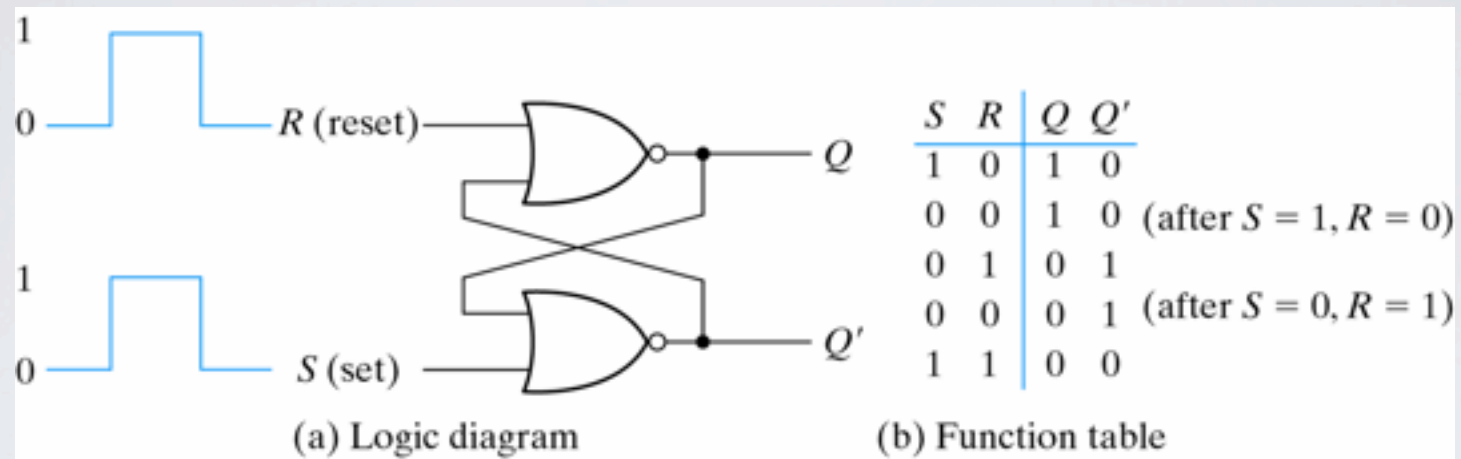 1
0
R (reset)
Q
1
0
S (set)
Q′
(a) Logic diagram
S R Q Q′
1 0 1 0
0 0 1 0 (after S = 1, R = 0)
0 1 0 1
0 0 0 1 (after S = 0, R = 1)
1 1 0 0
(b) Function table